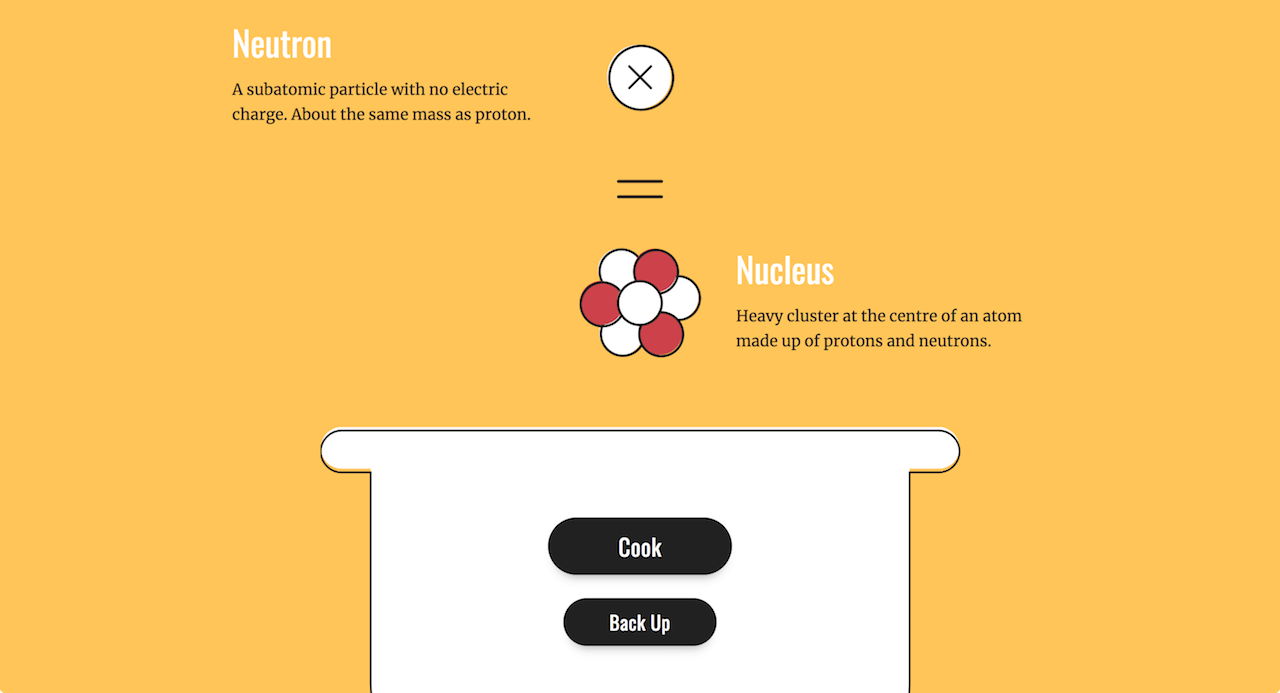 Neutron
A subatomic particle with no electric
charge. About the same mass as proton.
Nucleus
Heavy cluster at the centre of an atom
made up of protons and neutrons.
Cook
Back Up